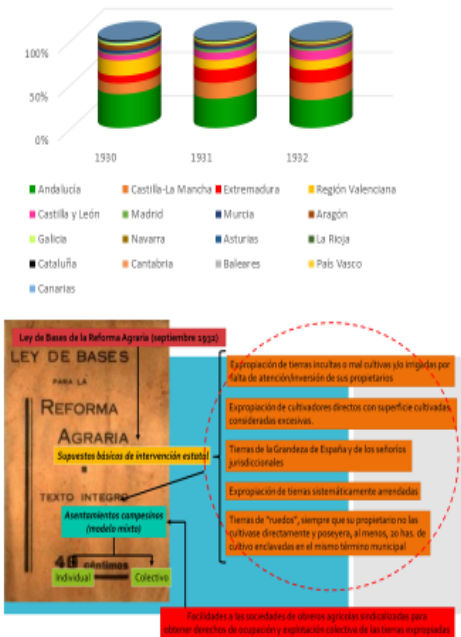 100%
50%
0%
1930 1931 1932
Andalucía Castilla-La Mancha Extremadura Región Valenciana
Castilla y León Madrid Murcia Aragón
Galicia Navarra Asturias La Rioja
Cataluña Cantabria Baleares País Vasco
Canarias
Ley de Bases de la Reforma Agraria (septiembre 1932)
LEY DE BASES
PARA LA
REFORMA
AGRARIA
Supuestos básicos de intervención estatal
TEXTO INTEGRO
Asentamientos campesinos
(modelo mixto)
40 céntimos
Individual Colectivo
Expropiación de tierras incultas o mal cultivas y/o irrigadas por
falta de atención/inversión de sus propietarios
Expropiación de cultivadores directos con superficie cultivada,
consideradas excesivas.
Tierras de la Grandeza de España y de los señoríos
jurisdiccionales
Expropiación de tierras sistemáticamente arrendadas
Tierras de "ruedos", siempre que su propietario no las
cultivase directamente y poseyera, al menos, 20 has. de
cultivo enclavadas en el mismo término municipal
Facilidades a las sociedades de obreros agrícolas sindicalizadas para
obtener derechos de ocupación y explotación colectiva de las tierras expropiadas